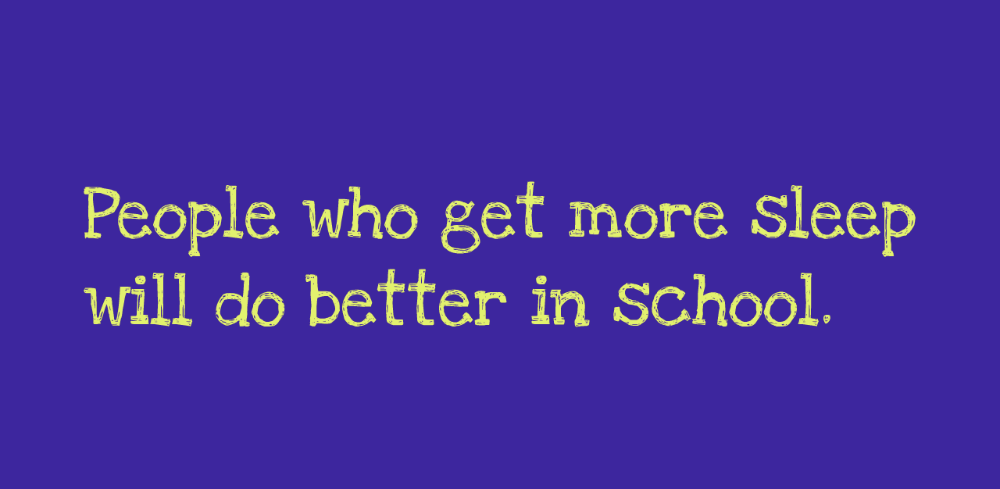 People who get more sleep
will do better in school.